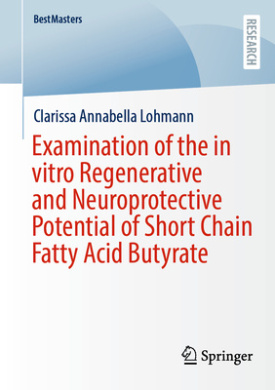 BestMasters
RESEARCH
Clarissa Annabella Lohmann
Examination of the in
vitro Regenerative
and Neuroprotective
Potential of Short Chain
Fatty Acid Butyrate
Springer